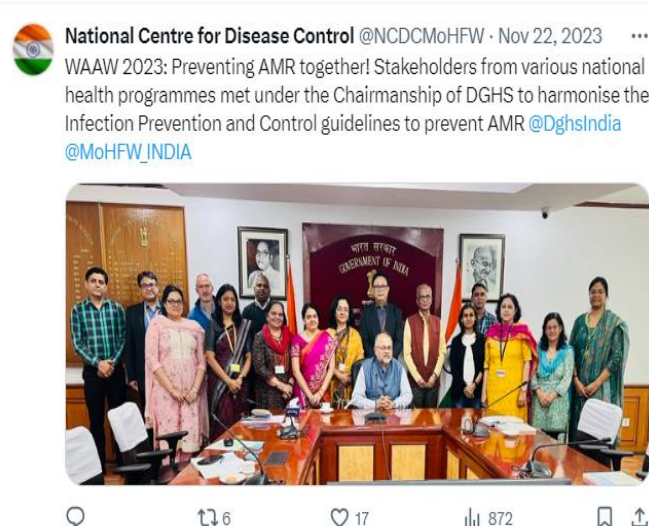 National Centre for Disease Control @NCDCMoHFW · Nov 22, 2023
WAAW 2023: Preventing AMR together! Stakeholders from various national
health programmes met under the Chairmanship of DGHS to harmonise the
Infection Prevention and Control guidelines to prevent AMR @DghsIndia
@MoHFW_INDIA
भारत सरकार
GOVERNMENT OF INDIA
6 17 872